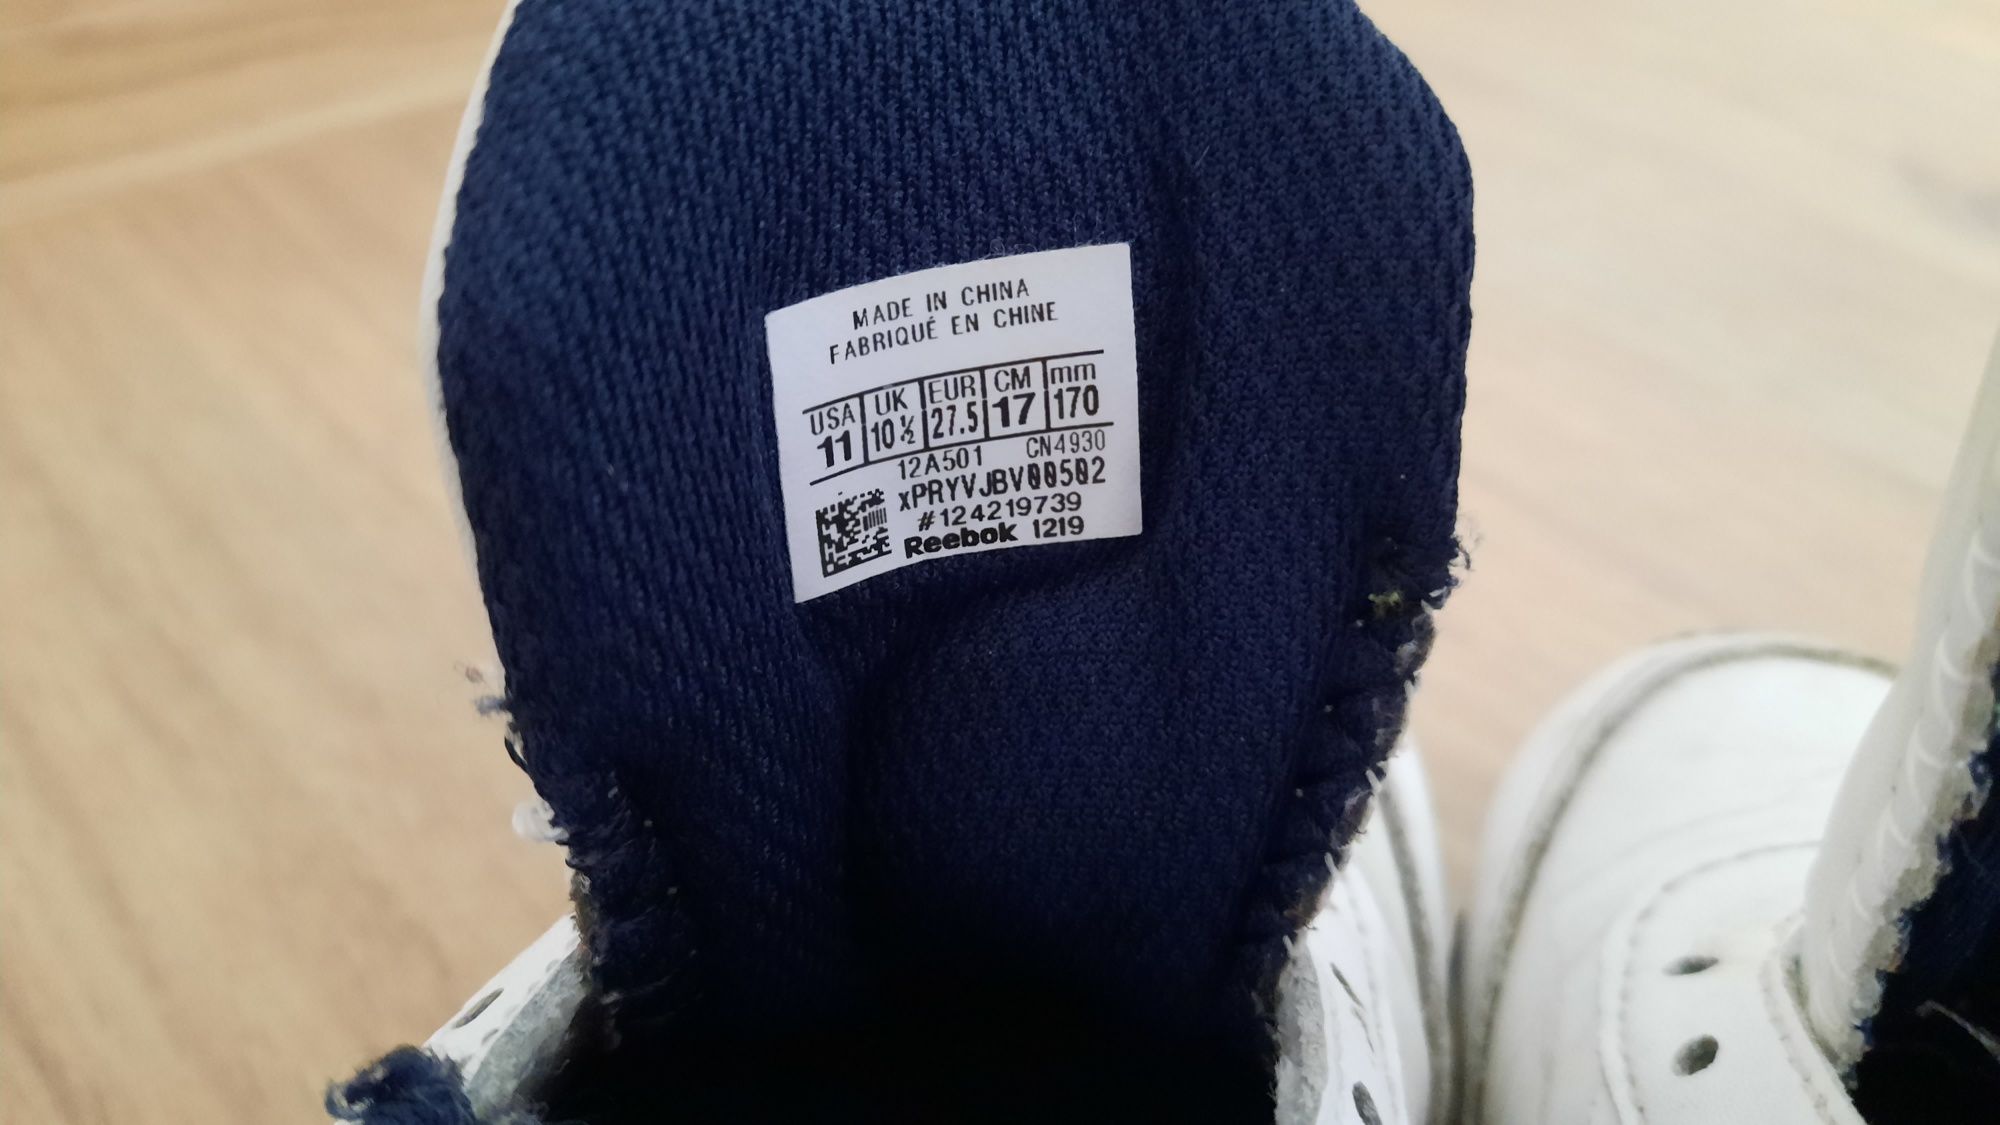 MADE IN CHINA
FABRIQUÉ EN CHINE
USA UK EUR CM mm
11 10½ 27.5 17 170
12A501 CN4930
xPRYVJBV00502
#124219739
Reebok 1219